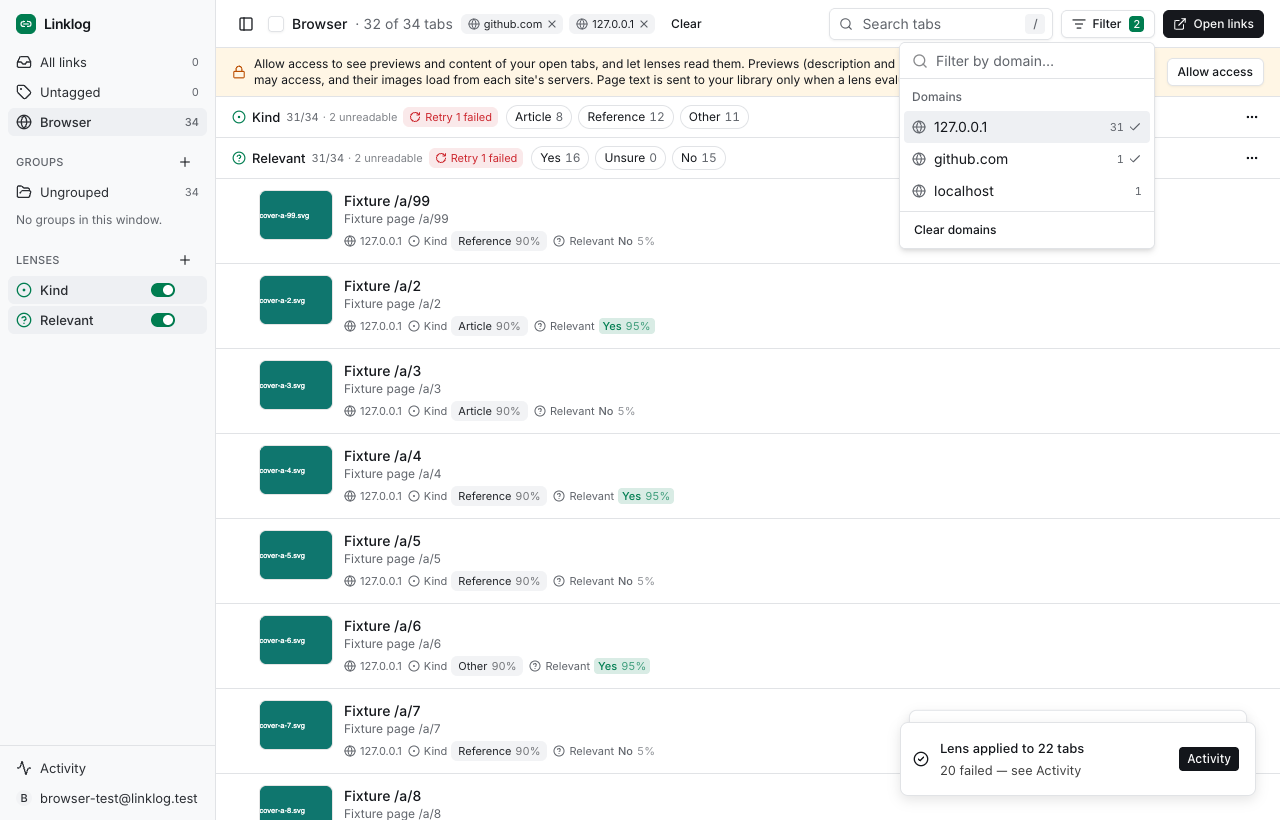 Linklog
All links 0
Untagged 0
Browser 34
GROUPS
Ungrouped 34
No groups in this window.
LENSES
Kind
Relevant
Activity
B browser-test@linklog.test
Browser · 32 of 34 tabs github.com 127.0.0.1 Clear
Search tabs /
Filter 2
Open links
Allow access to see previews and content of your open tabs, and let lenses read them. Previews (description and
may access, and their images load from each site's servers. Page text is sent to your library only when a lens eval
Allow access
Filter by domain...
Domains
127.0.0.1 31
github.com 1
localhost 1
Clear domains
Kind 31/34 · 2 unreadable Retry 1 failed Article 8 Reference 12 Other 11
Relevant 31/34 · 2 unreadable Retry 1 failed Yes 16 Unsure 0 No 15
cover-a-99.svg
Fixture /a/99
Fixture page /a/99
127.0.0.1 Kind Reference 90% Relevant No 5%
cover-a-2.svg
Fixture /a/2
Fixture page /a/2
127.0.0.1 Kind Article 90% Relevant Yes 95%
cover-a-3.svg
Fixture /a/3
Fixture page /a/3
127.0.0.1 Kind Article 90% Relevant No 5%
cover-a-4.svg
Fixture /a/4
Fixture page /a/4
127.0.0.1 Kind Reference 90% Relevant Yes 95%
cover-a-5.svg
Fixture /a/5
Fixture page /a/5
127.0.0.1 Kind Reference 90% Relevant No 5%
cover-a-6.svg
Fixture /a/6
Fixture page /a/6
127.0.0.1 Kind Other 90% Relevant Yes 95%
cover-a-7.svg
Fixture /a/7
Fixture page /a/7
127.0.0.1 Kind Reference 90% Relevant No 5%
cover-a-8.svg
Fixture /a/8
Fixture page /a/8
Lens applied to 22 tabs
20 failed — see Activity
Activity